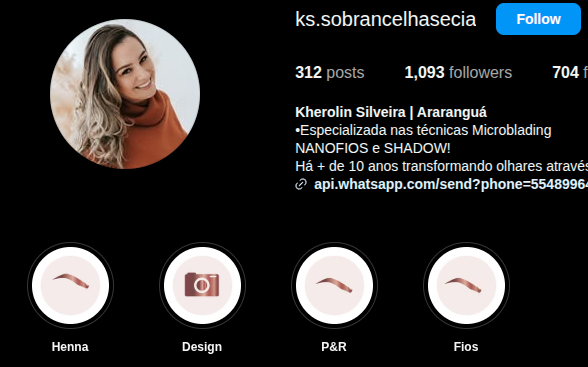 ks.sobrancelhasecia Follow
312 posts 1,093 followers 704 f
Kherolin Silveira | Araranguá
•Especializada nas técnicas Microblading
NANOFIOS e SHADOW!
Há + de 10 anos transformando olhares através
api.whatsapp.com/send?phone=55489964
Henna Design P&R Fios